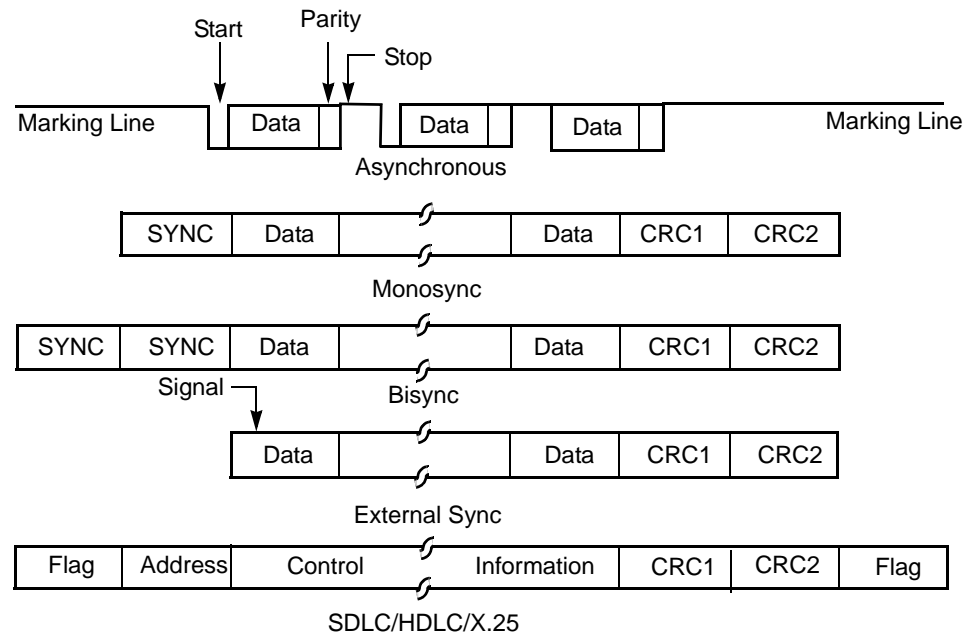 Start
Parity
Stop
Marking Line
Data
Data
Data
Marking Line
Asynchronous
SYNC Data Data CRC1 CRC2
Monosync
SYNC SYNC Data Data CRC1 CRC2
Signal
Bisync
Data Data CRC1 CRC2
External Sync
Flag Address Control Information CRC1 CRC2 Flag
SDLC/HDLC/X.25